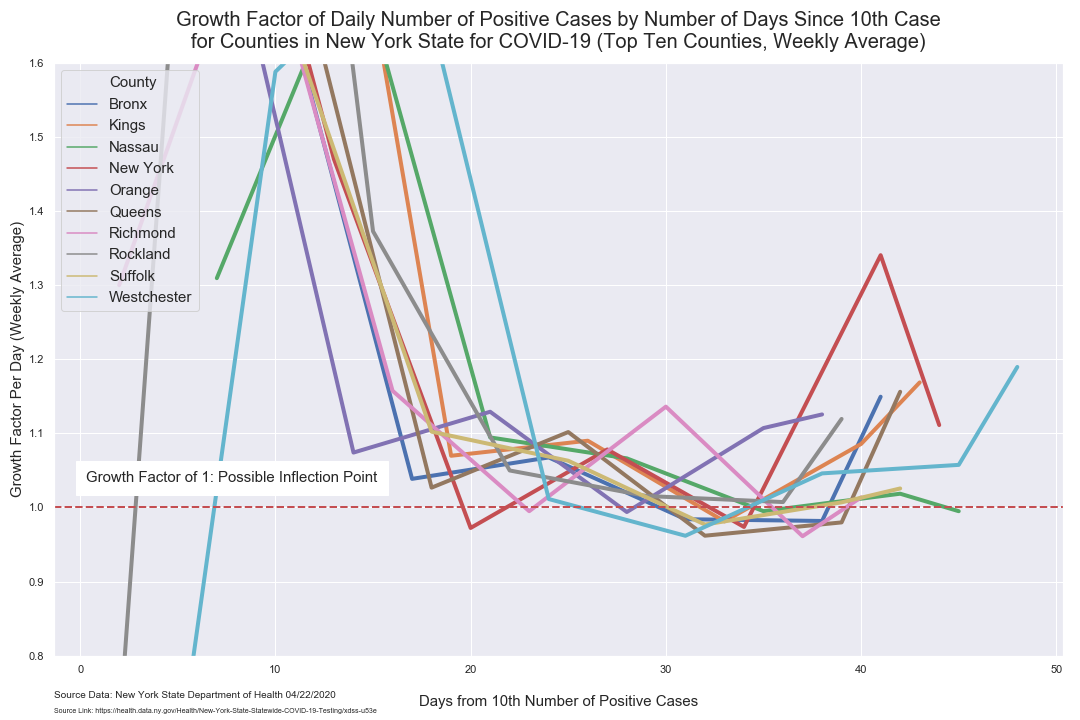 Growth Factor of Daily Number of Positive Cases by Number of Days Since 10th Case
for Counties in New York State for COVID-19 (Top Ten Counties, Weekly Average)
Growth Factor Per Day (Weekly Average)
1.6
1.5
1.4
1.3
1.2
1.1
1.0
0.9
0.8
County
Bronx
Kings
Nassau
New York
Orange
Queens
Richmond
Rockland
Suffolk
Westchester
Growth Factor of 1: Possible Inflection Point
0
10
20
30
40
50
Days from 10th Number of Positive Cases
Source Data: New York State Department of Health 04/22/2020
Source Link: https://health.data.ny.gov/Health/New-York-State-Statewide-COVID-19-Testing/xdss-u53e